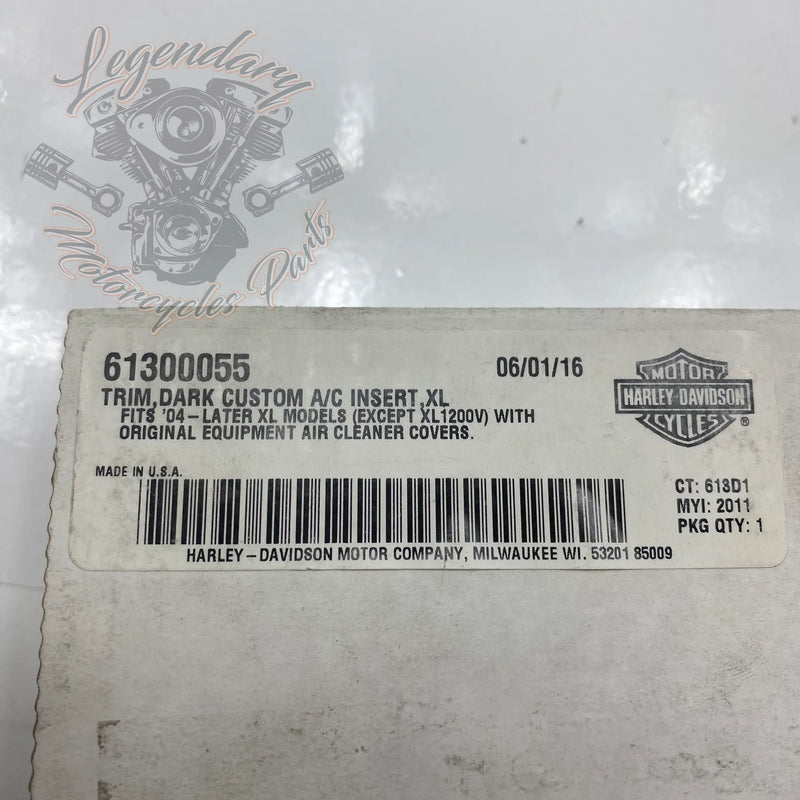 Legendary
Motorcycles Parts
61300055
06/01/16
TRIM,DARK CUSTOM A/C INSERT,XL
FITS '04-LATER XL MODELS (EXCEPT XL1200V) WITH
ORIGINAL EQUIPMENT AIR CLEANER COVERS.
MOTOR
HARLEY-DAVIDSON
CYCLES
®
MADE IN U.S.A.
CT: 613D1
MYI: 2011
PKG QTY: 1
HARLEY-DAVIDSON MOTOR COMPANY, MILWAUKEE WI. 53201 85009